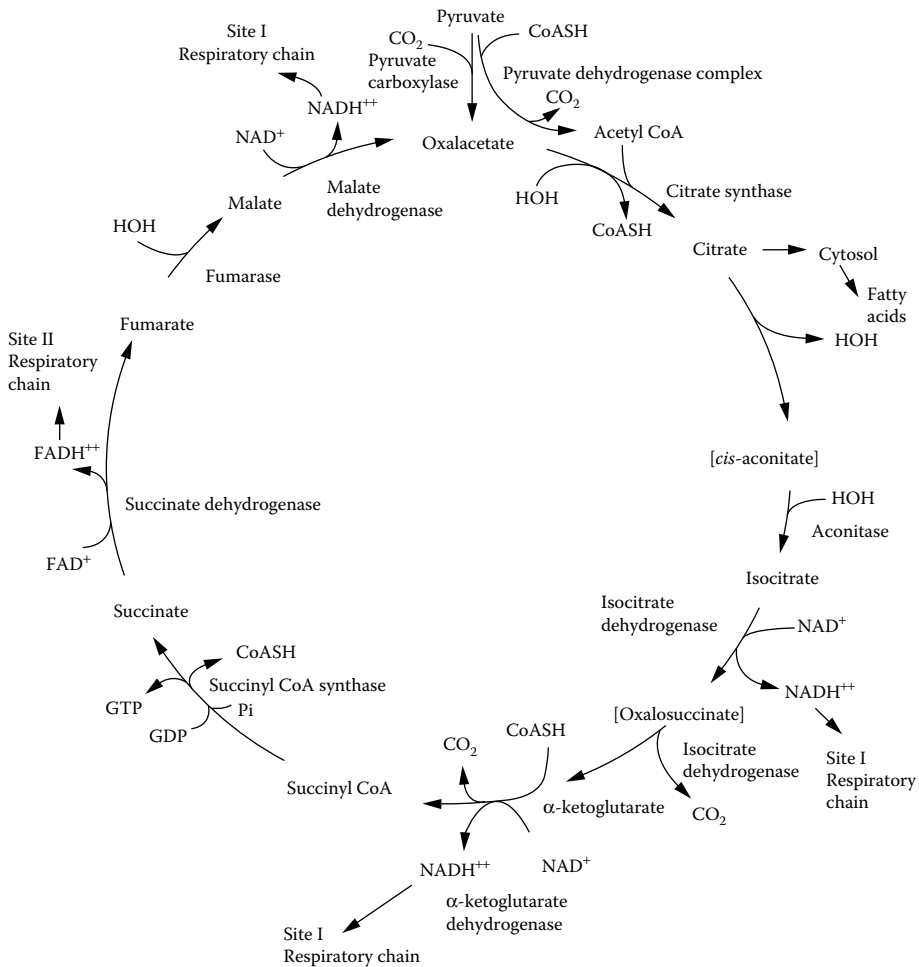 Pyruvate
CO2
CoASH
Pyruvate
carboxylase
Pyruvate dehydrogenase complex
CO2
Site I
Respiratory chain
NADH++
NAD+
Oxalacetate
Acetyl CoA
Malate
dehydrogenase
HOH
Citrate synthase
CoASH
Malate
HOH
Fumarase
Citrate
Cytosol
Fatty
acids
HOH
Fumarate
Site II
Respiratory
chain
FADH++
Succinate dehydrogenase
FAD+
[cis-aconitate]
HOH
Aconitase
Isocitrate
Isocitrate
dehydrogenase
NAD+
NADH++
Site I
Respiratory
chain
Succinate
CoASH
Succinyl CoA synthase
GTP
Pi
GDP
[Oxalosuccinate]
Isocitrate
dehydrogenase
CO2
CO2
CoASH
Succinyl CoA
α-ketoglutarate
NADH++
NAD+
α-ketoglutarate
dehydrogenase
Site I
Respiratory chain